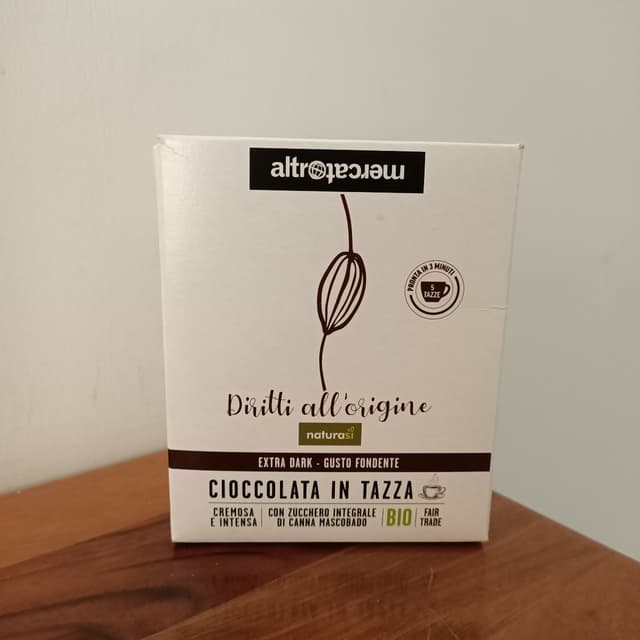 altromercato
PRONTA IN 3 MINUTI
5
TAZZE
Diritti all'origine
naturasì
EXTRA DARK - GUSTO FONDENTE
CIOCCOLATA IN TAZZA
CREMOSA
E INTENSA
CON ZUCCHERO INTEGRALE
DI CANNA MASCOBADO
BIO
FAIR
TRADE